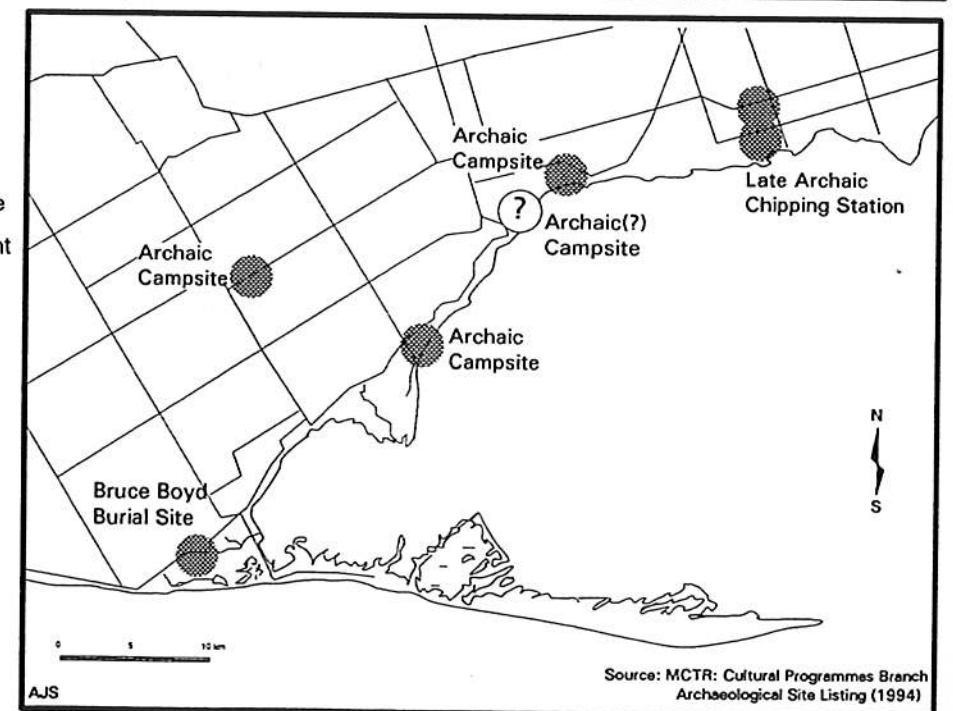 Archaic
Campsite
Late Archaic
Chipping Station
?
Archaic(?)
Campsite
Archaic
Campsite
Archaic
Campsite
N
S
Bruce Boyd
Burial Site
0 5 10 km
AJS
Source: MCTR: Cultural Programmes Branch
Archaeological Site Listing (1994)